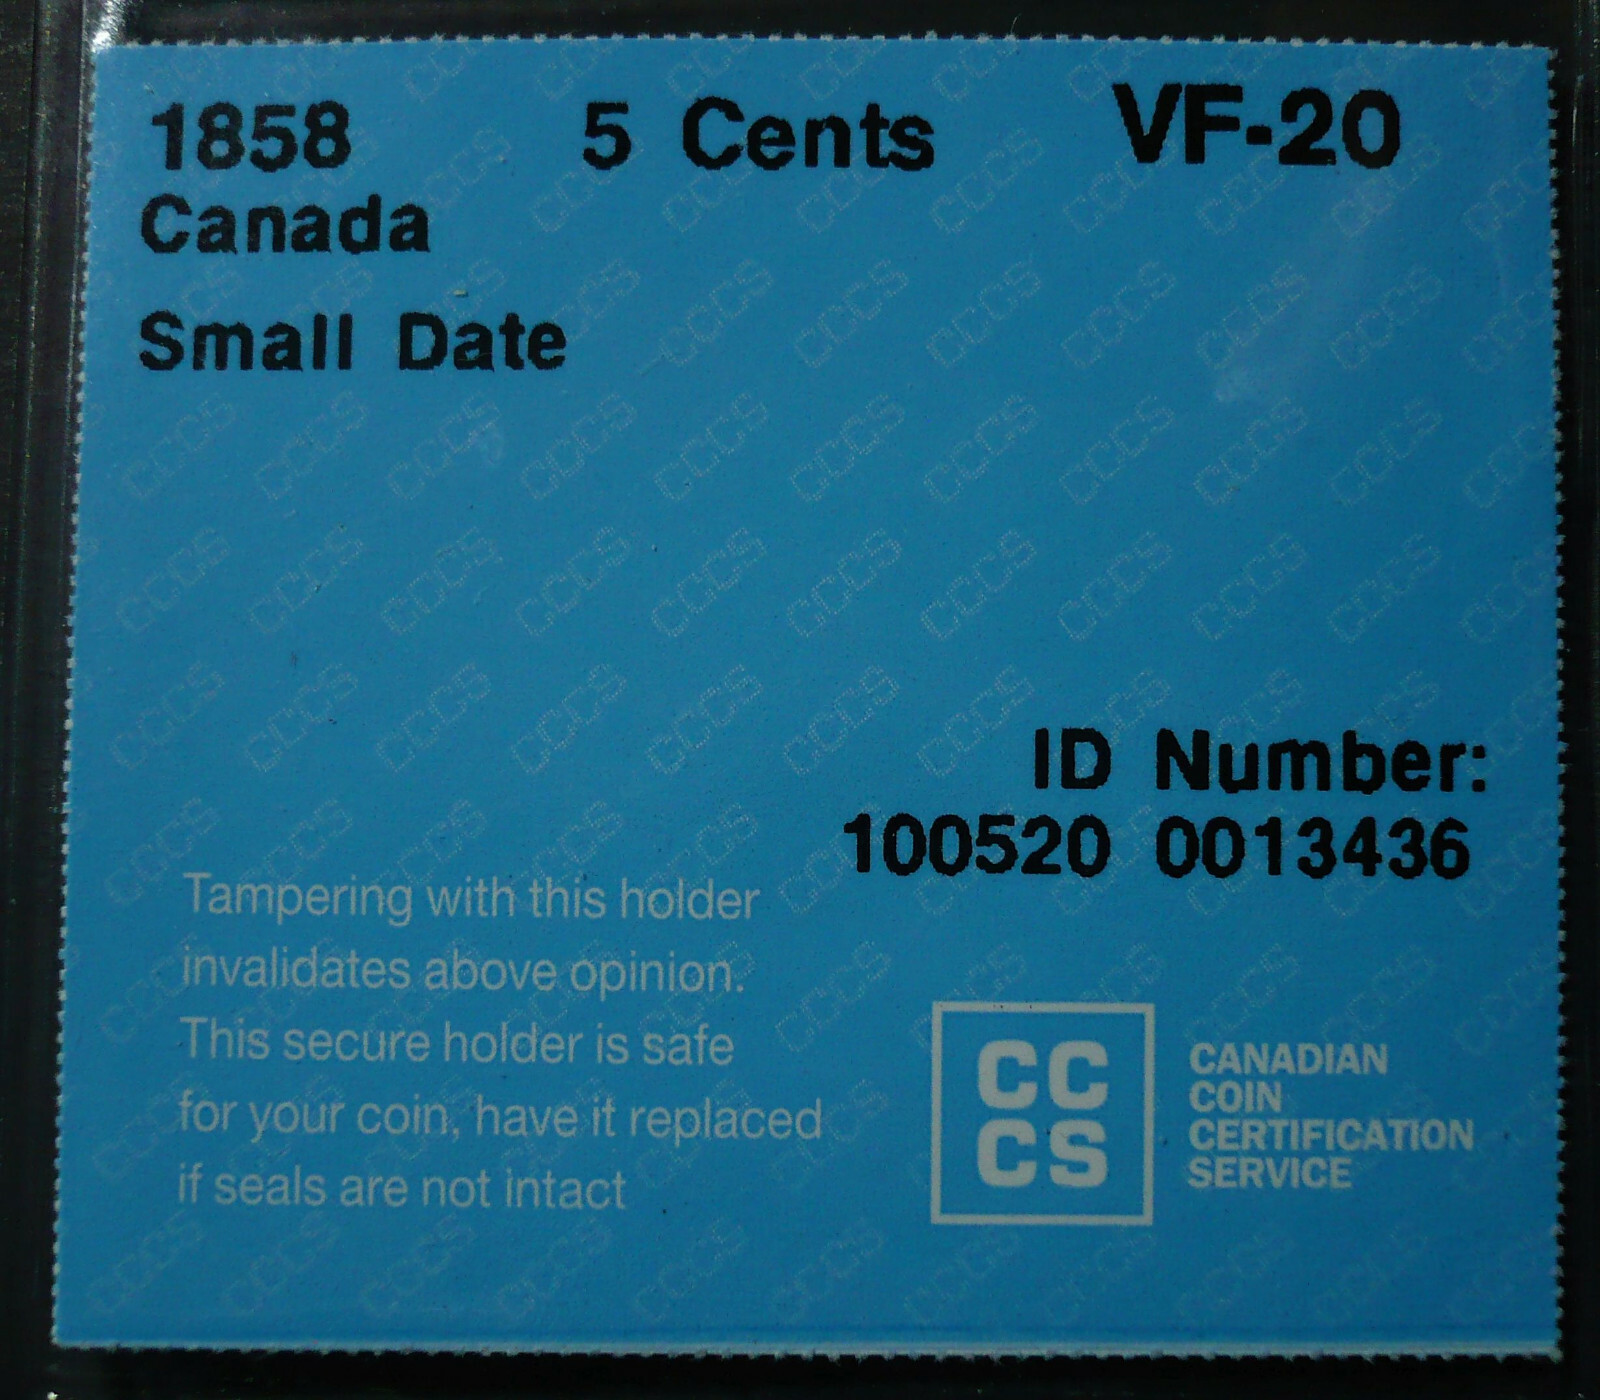 1858 5 Cents VF-20
Canada
Small Date
ID Number:
100520 0013436
Tampering with this holder
invalidates above opinion.
This secure holder is safe
for your coin, have it replaced
if seals are not intact
CC
CS
CANADIAN
COIN
CERTIFICATION
SERVICE